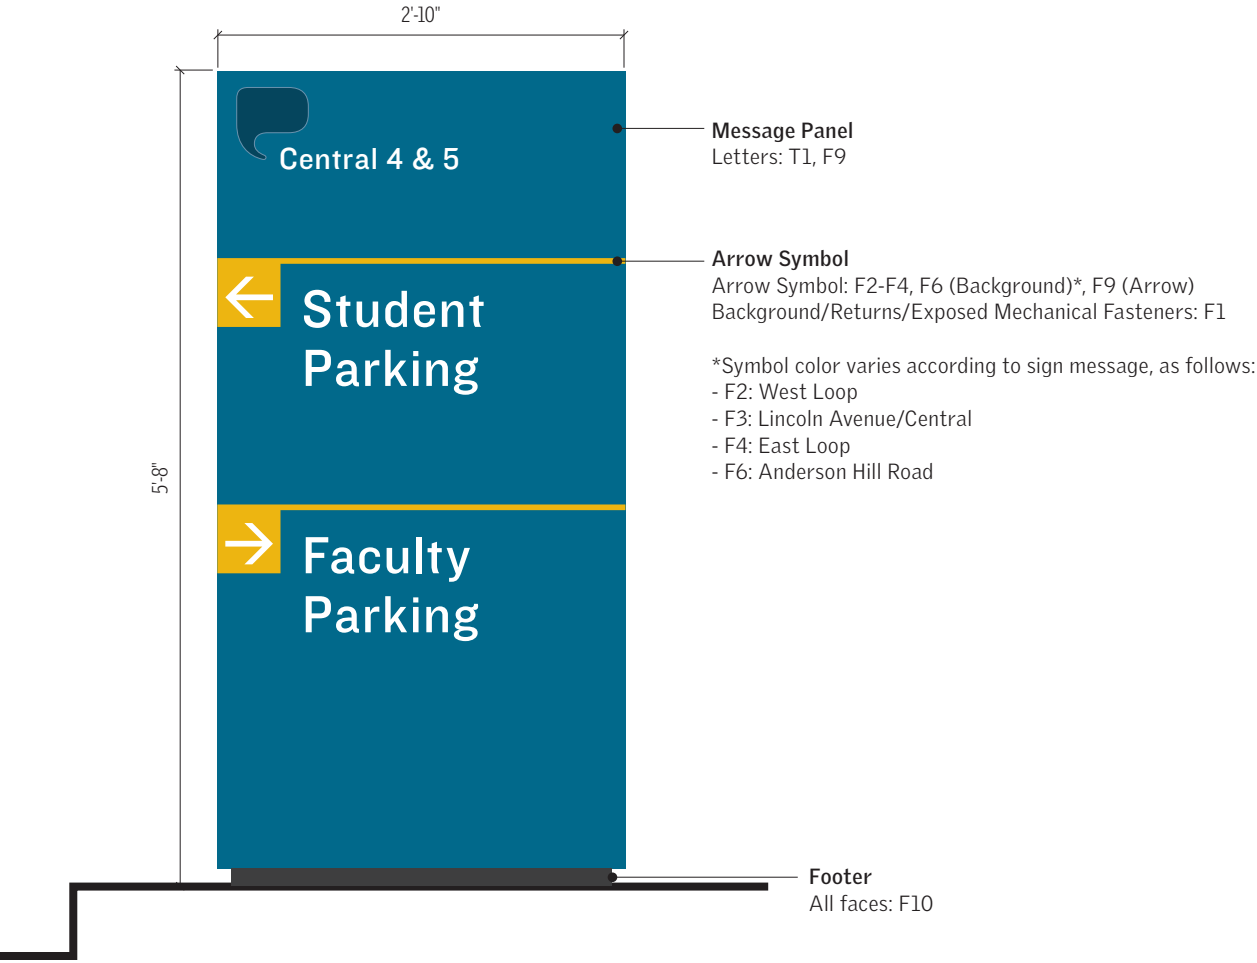 2'-10"
Central 4 & 5
Message Panel
Letters: T1, F9
Arrow Symbol
Arrow Symbol: F2-F4, F6 (Background)*, F9 (Arrow)
Background/Returns/Exposed Mechanical Fasteners: F1
*Symbol color varies according to sign message, as follows:
- F2: West Loop
- F3: Lincoln Avenue/Central
- F4: East Loop
- F6: Anderson Hill Road
Student
Parking
5'-8"
Faculty
Parking
Footer
All faces: F10